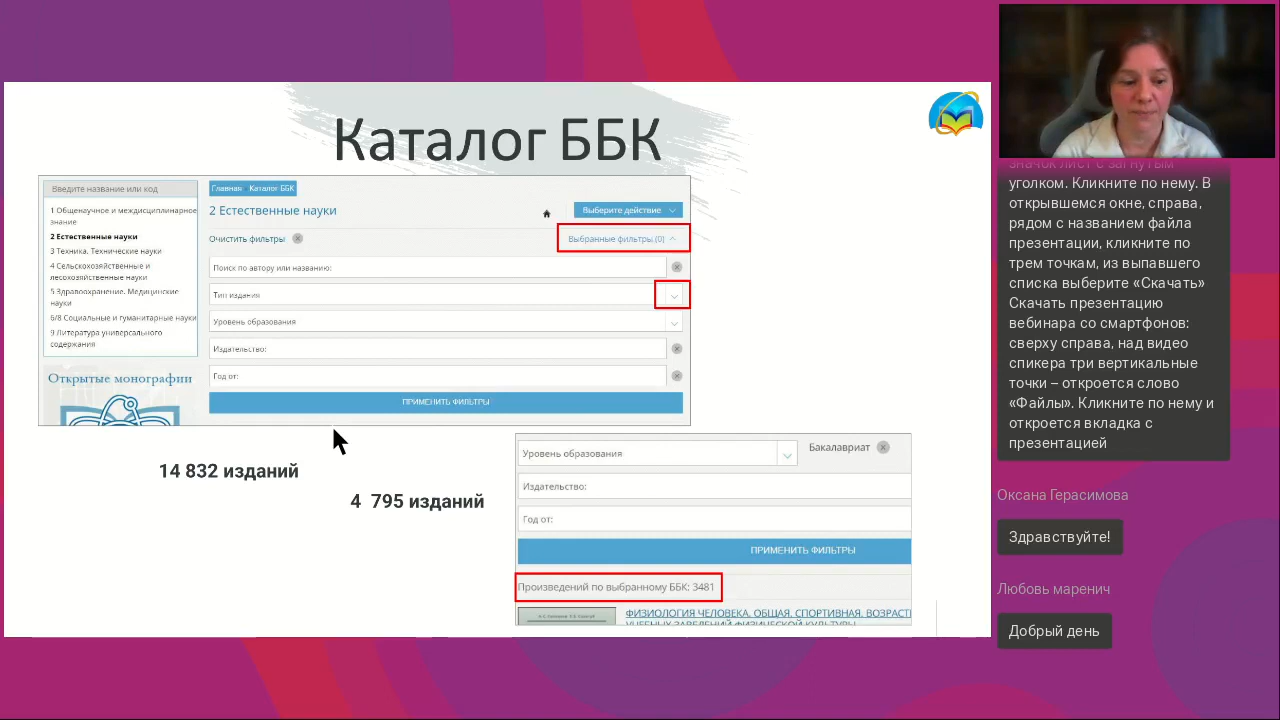 Каталог ББК
Введите название или код
1 Общенаучное и междисциплинарное
знание
2 Естественные науки
3 Техника. Технические науки
4 Сельскохозяйственные и
лесохозяйственные науки
5 Здравоохранение. Медицинские
науки
6/8 Социальные и гуманитарные науки
9 Литература универсального
содержания
Открытые монографии
Главная Каталог ББК
2 Естественные науки
Выберите действие
Очистить фильтры
Выбранные фильтры (0)
Поиск по автору или названию:
Тип издания
Уровень образования
Издательство:
Год от:
ПРИМЕНИТЬ ФИЛЬТРЫ
14 832 изданий
4 795 изданий
Уровень образования
Бакалавриат
Издательство:
Год от:
ПРИМЕНИТЬ ФИЛЬТРЫ
Произведений по выбранному ББК: 3481
ФИЗИОЛОГИЯ ЧЕЛОВЕКА. ОБЩАЯ. СПОРТИВНАЯ. ВОЗРАСТ
УЧЕБНЫХ ЗАВЕДЕНИЙ ФИЗИЧЕСКОЙ КУЛЬТУРЫ
значок лист с загнутым
уголком. Кликните по нему. В
открывшемся окне, справа,
рядом с названием файла
презентации, кликните по
трем точкам, из выпавшего
списка выберите «Скачать»
Скачать презентацию
вебинара со смартфонов:
сверху справа, над видео
спикера три вертикальные
точки – откроется слово
«Файлы». Кликните по нему и
откроется вкладка с
презентацией
Оксана Герасимова
Здравствуйте!
Любовь маренич
Добрый день